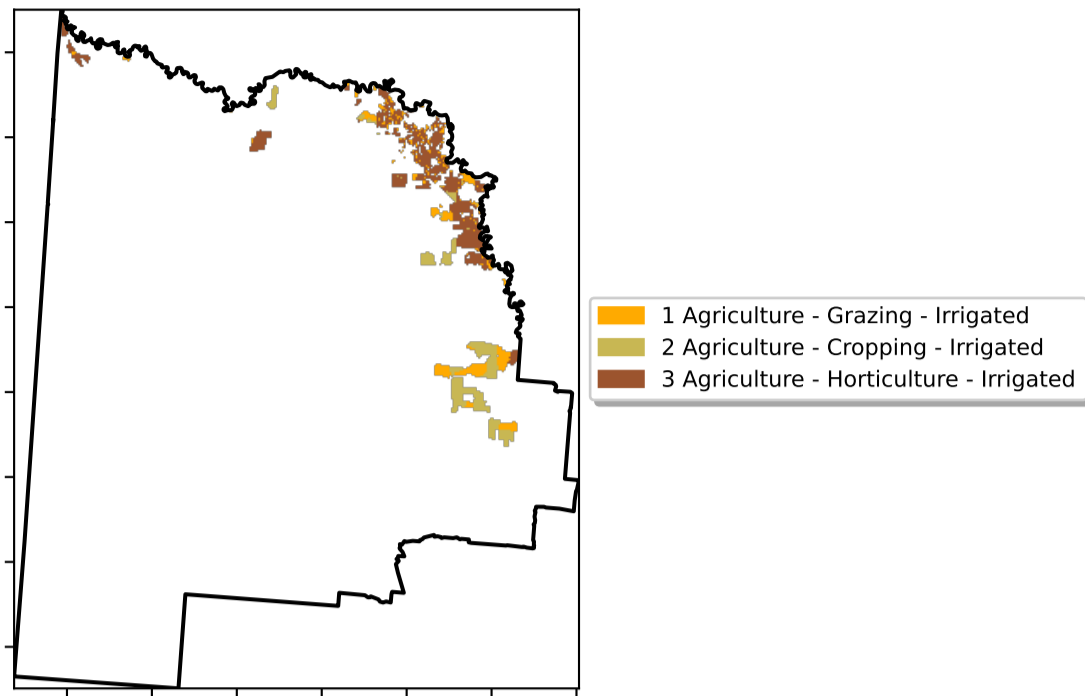 1 Agriculture - Grazing - Irrigated
2 Agriculture - Cropping - Irrigated
3 Agriculture - Horticulture - Irrigated